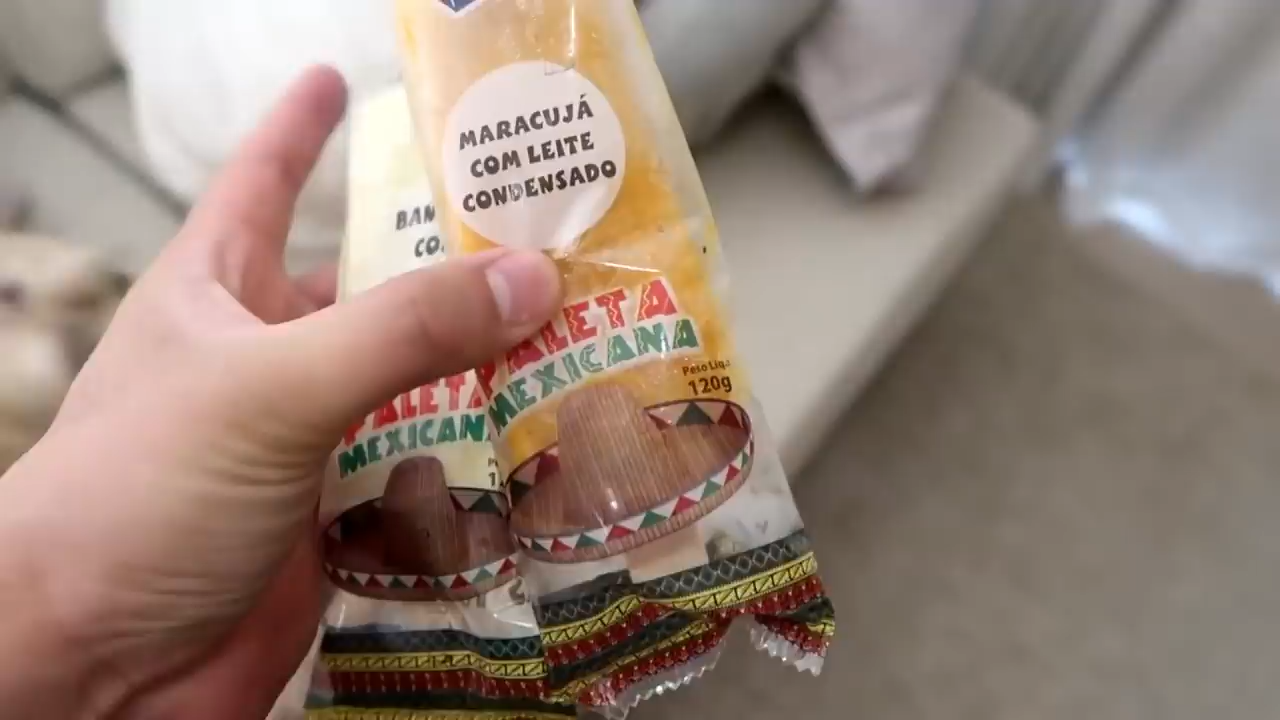 MARACUJÁ
COM LEITE
CONDENSADO
PALETA
MEXICANA
Peso Líq.
120g
PALETA
MEXICANA